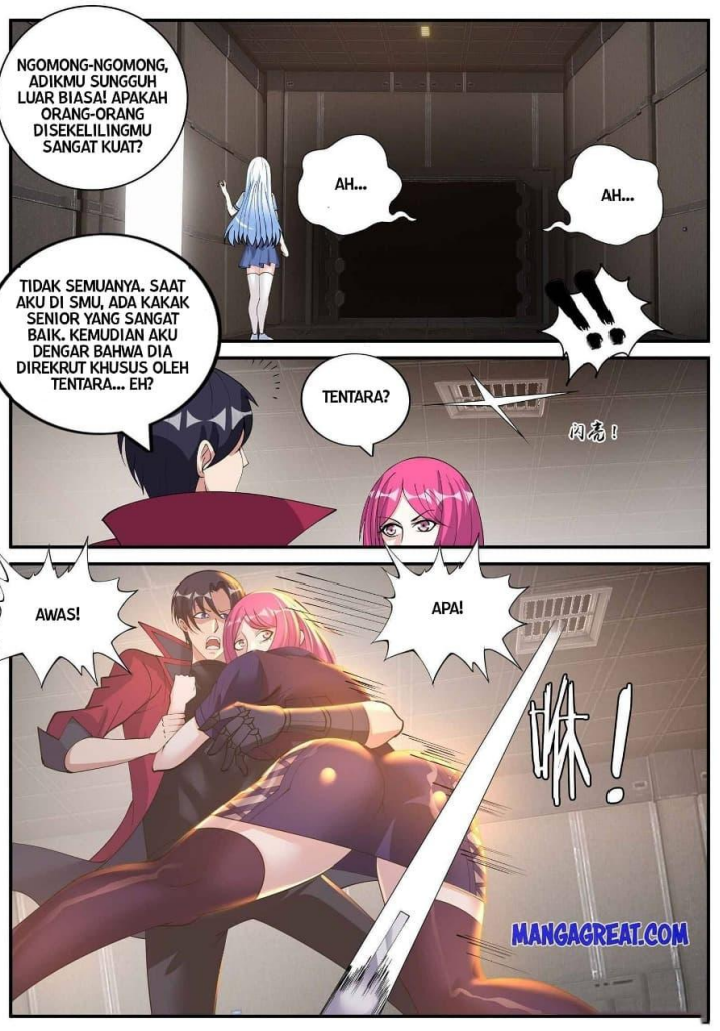 NGOMONG-NGOMONG,
ADIKMU SUNGGUH
LUAR BIASA! APAKAH
ORANG-ORANG
DISEKELILINGMU
SANGAT KUAT?
AH...
AH...
!!
TIDAK SEMUANYA. SAAT
AKU DI SMU, ADA KAKAK
SENIOR YANG SANGAT
BAIK. KEMUDIAN AKU
DENGAR BAHWA DIA
DIREKRUT KHUSUS OLEH
TENTARA... EH?
TENTARA?
闪亮!
AWAS!
APA!
咻!
MANGAGREAT.COM